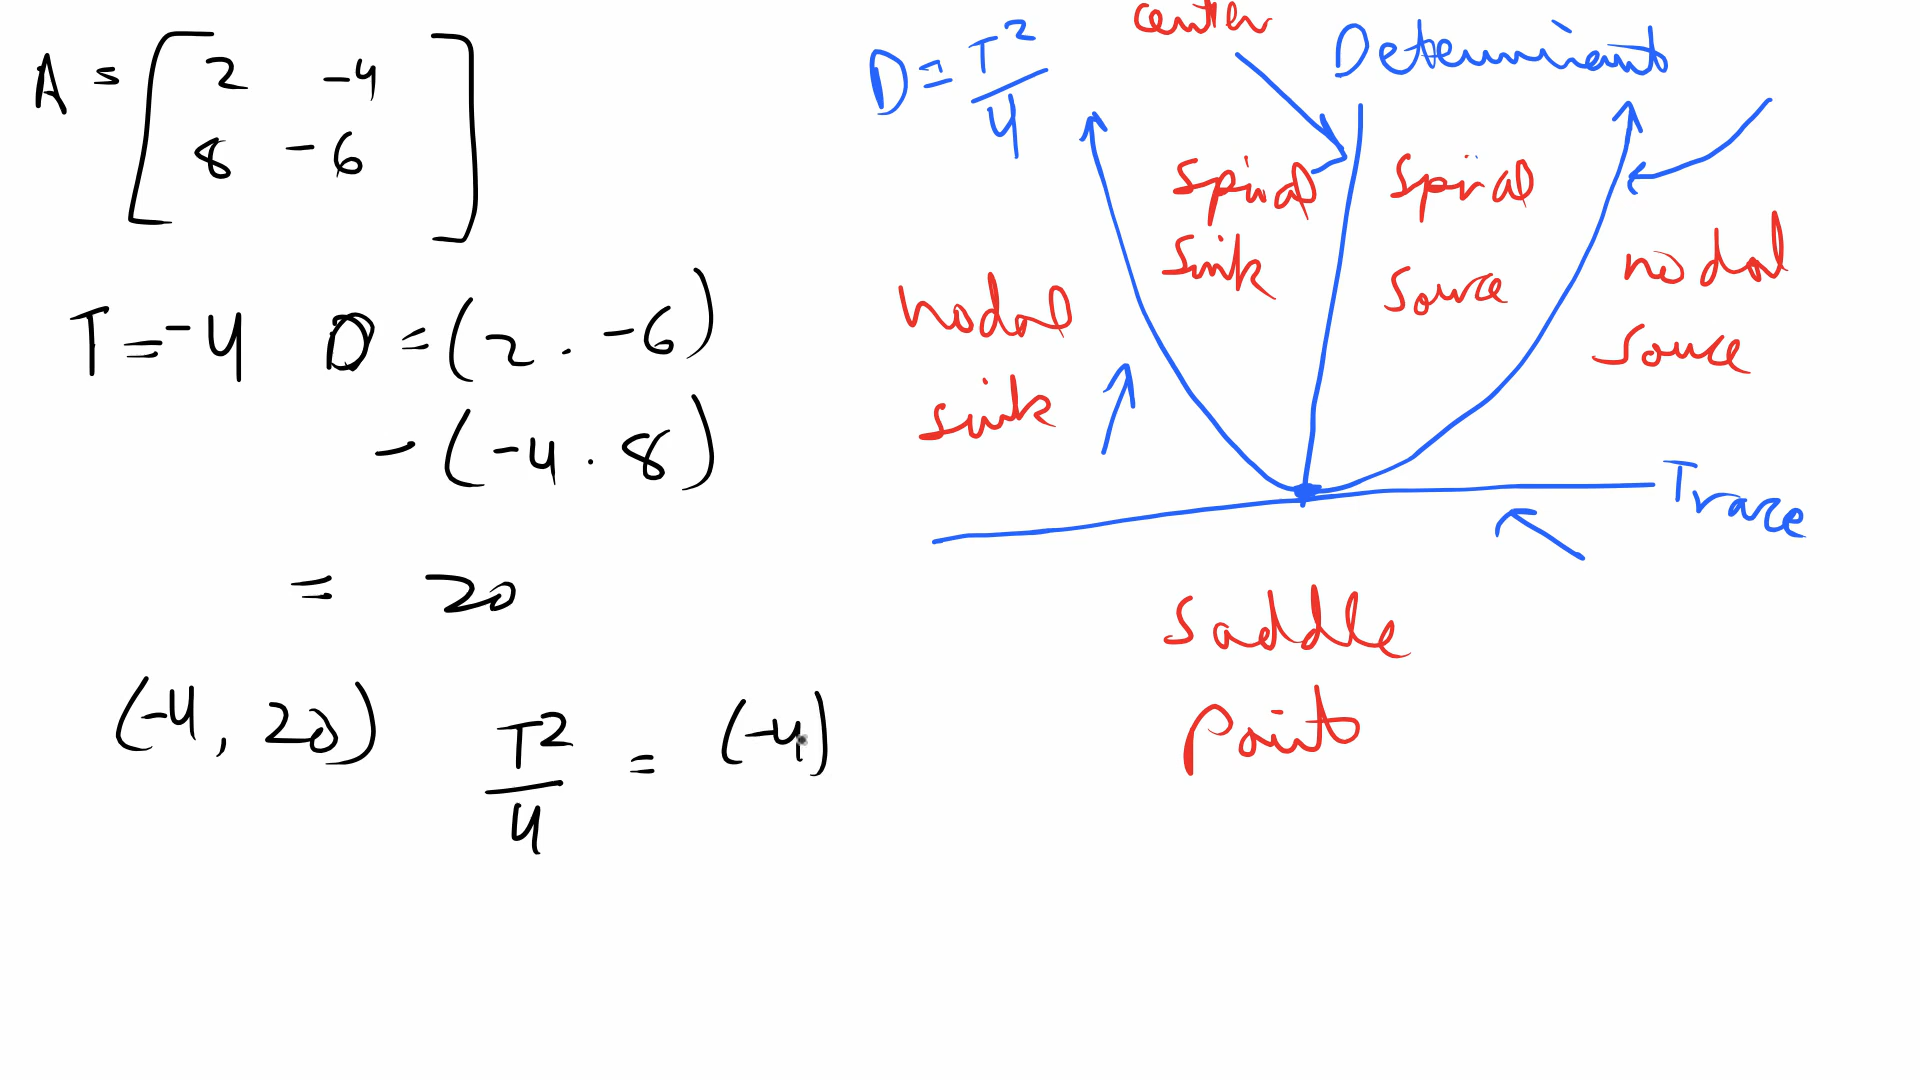 A = [2 -4
8 -6]
T = -4 D = (2 . -6)
- (-4 . 8)
= 20
(-4, 20) T²/4 = (-4)
D = T²/4
center
Determinant
spiral sink
spiral source
nodal sink
nodal source
Trace
saddle
point